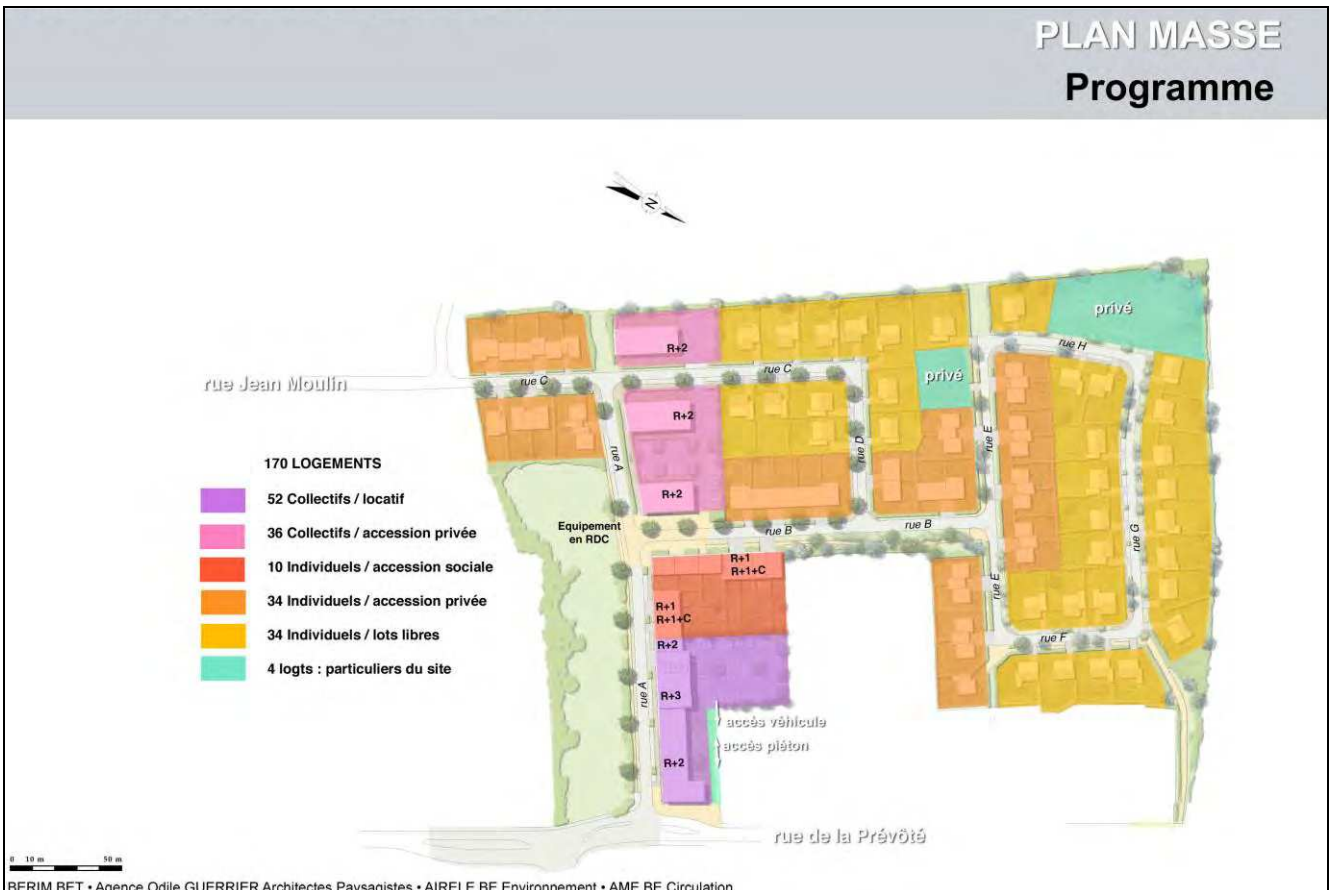 PLAN MASSE
Programme
N
privé
R+2
rue H
rue C
rue Jean Moulin
rue C
privé
R+2
rue A
rue D
rue E
170 LOGEMENTS
52 Collectifs / locatif
R+2
36 Collectifs / accession privée
Equipement
en RDC
rue B
rue B
rue G
10 Individuels / accession sociale
R+1
R+1+C
34 Individuels / accession privée
rue E
R+1
R+1+C
34 Individuels / lots libres
R+2
rue F
4 logts : particuliers du site
rue A
R+3
accès véhicule
accès piéton
R+2
rue de la Prévôté
0 10 m 50 m
BERIM BET • Agence Odile GUERRIER Architectes Paysagistes • AIRELE BE Environnement • AME BE Circulation